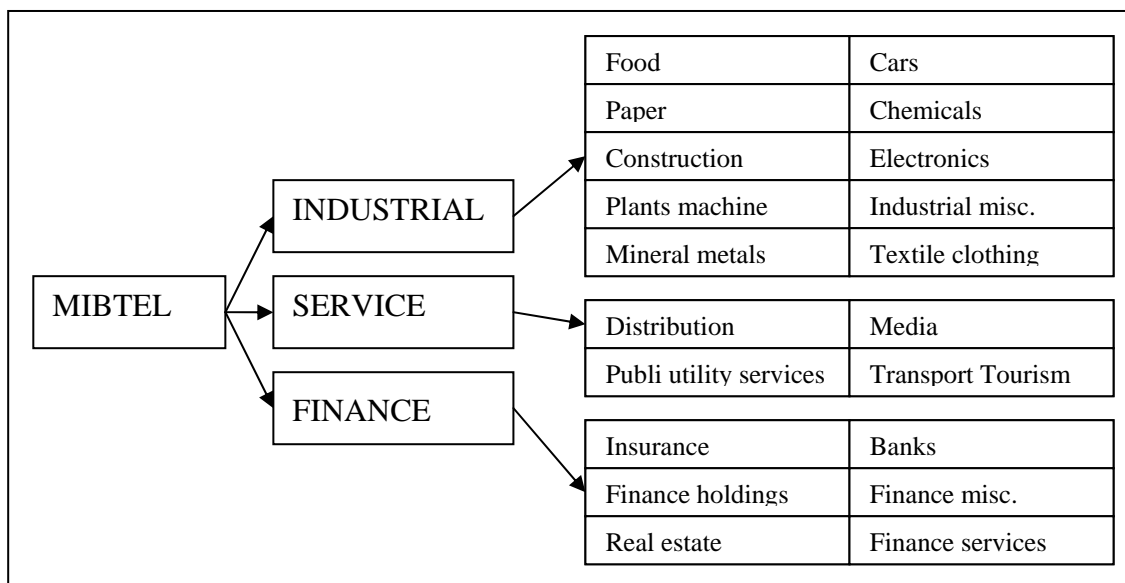 MIBTEL
INDUSTRIAL
Food Cars
Paper Chemicals
Construction Electronics
Plants machine Industrial misc.
Mineral metals Textile clothing
SERVICE
Distribution Media
Publi utility services Transport Tourism
FINANCE
Insurance Banks
Finance holdings Finance misc.
Real estate Finance services